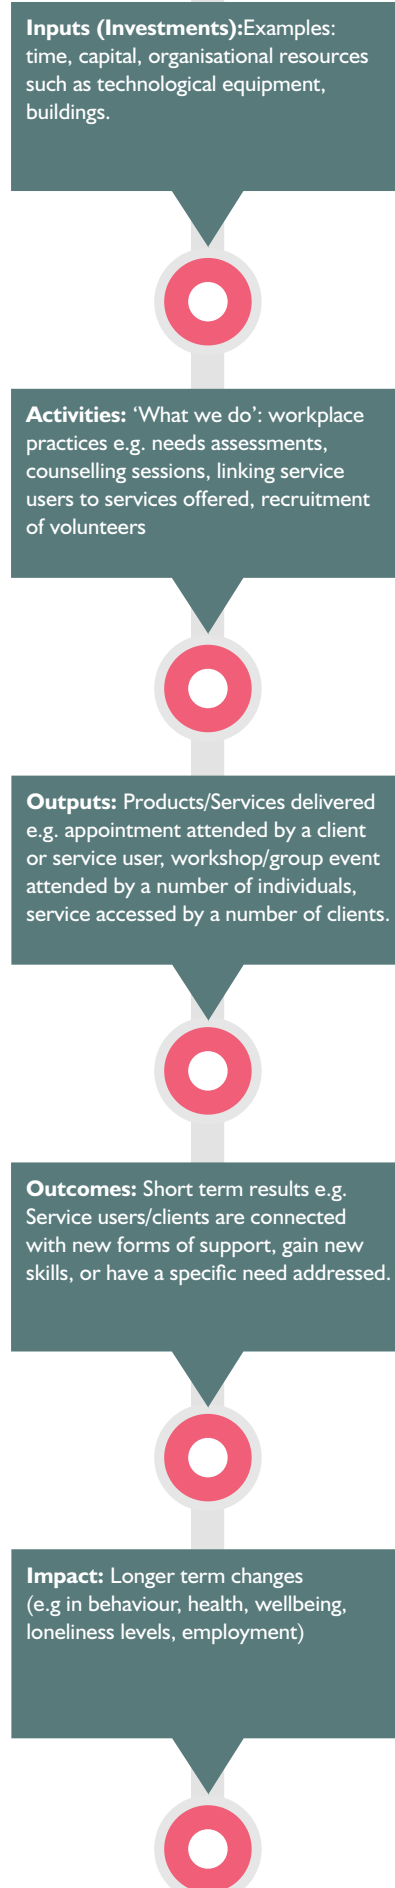 Inputs (Investments):Examples:
time, capital, organisational resources
such as technological equipment,
buildings.
Activities: ‘What we do’: workplace
practices e.g. needs assessments,
counselling sessions, linking service
users to services offered, recruitment
of volunteers
Outputs: Products/Services delivered
e.g. appointment attended by a client
or service user, workshop/group event
attended by a number of individuals,
service accessed by a number of clients.
Outcomes: Short term results e.g.
Service users/clients are connected
with new forms of support, gain new
skills, or have a specific need addressed.
Impact: Longer term changes
(e.g in behaviour, health, wellbeing,
loneliness levels, employment)